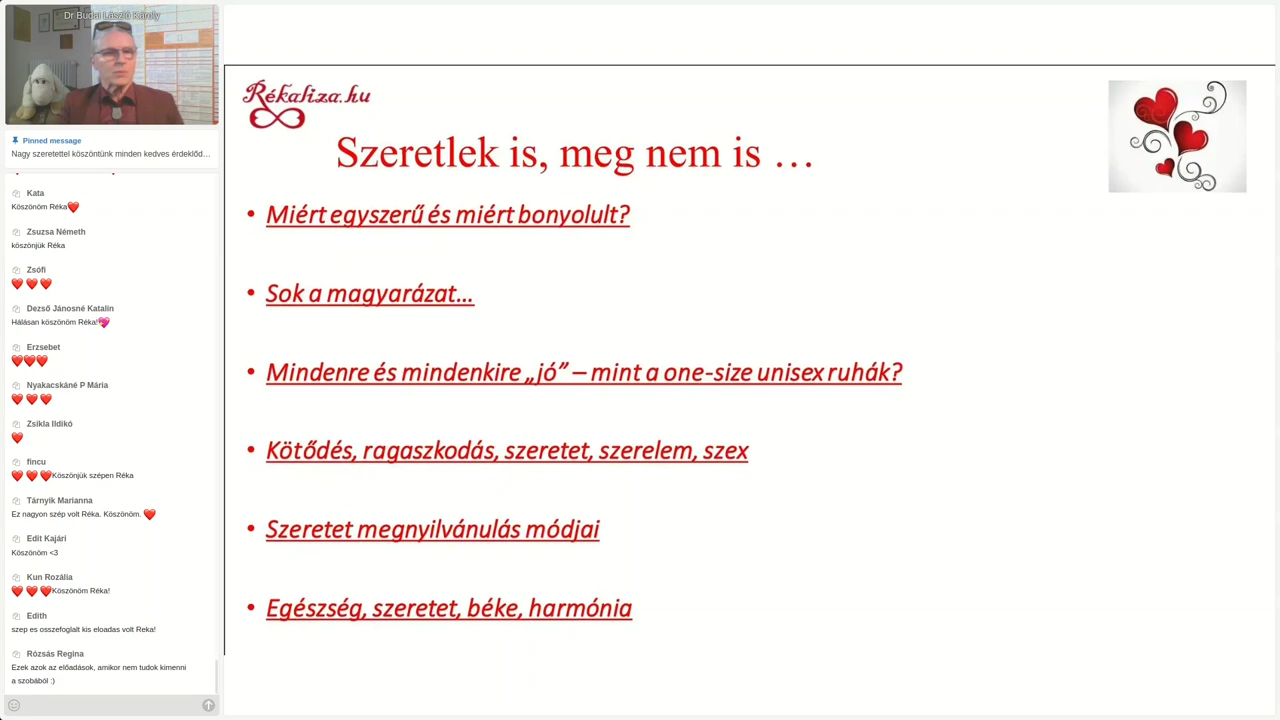 Dr Budai László Károly
Pinned message
Nagy szeretettel köszöntünk minden kedves érdeklőd…
Kata
Köszönöm Réka❤️
Zsuzsa Németh
köszönjük Réka
Zsófi
❤️ ❤️ ❤️
Dezső Jánosné Katalin
Hálásan köszönöm Réka!💖
Erzsebet
❤️❤️❤️
Nyakacskáné P Mária
❤️ ❤️ ❤️
Zsikla Ildikó
❤️
fincu
❤️ ❤️ ❤️Köszönjük szépen Réka
Tárnyik Marianna
Ez nagyon szép volt Réka. Köszönöm. ❤️
Edit Kajári
Köszönöm <3
Kun Rozália
❤️ ❤️ ❤️Köszönöm Réka!
Edith
szep es osszefoglalt kis eloadas volt Reka!
Rózsás Regina
Ezek azok az előadások, amikor nem tudok kimenni
a szobából :)
Rékaliza.hu
Szeretlek is, meg nem is …
• Miért egyszerű és miért bonyolult?
• Sok a magyarázat…
• Mindenre és mindenkire „jó” – mint a one-size unisex ruhák?
• Kötődés, ragaszkodás, szeretet, szerelem, szex
• Szeretet megnyilvánulás módjai
• Egészség, szeretet, béke, harmónia